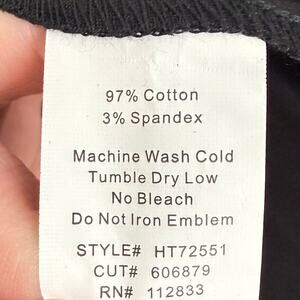 97% Cotton
3% Spandex
Machine Wash Cold
Tumble Dry Low
No Bleach
Do Not Iron Emblem
STYLE# HT72551
CUT# 606879
RN# 112833